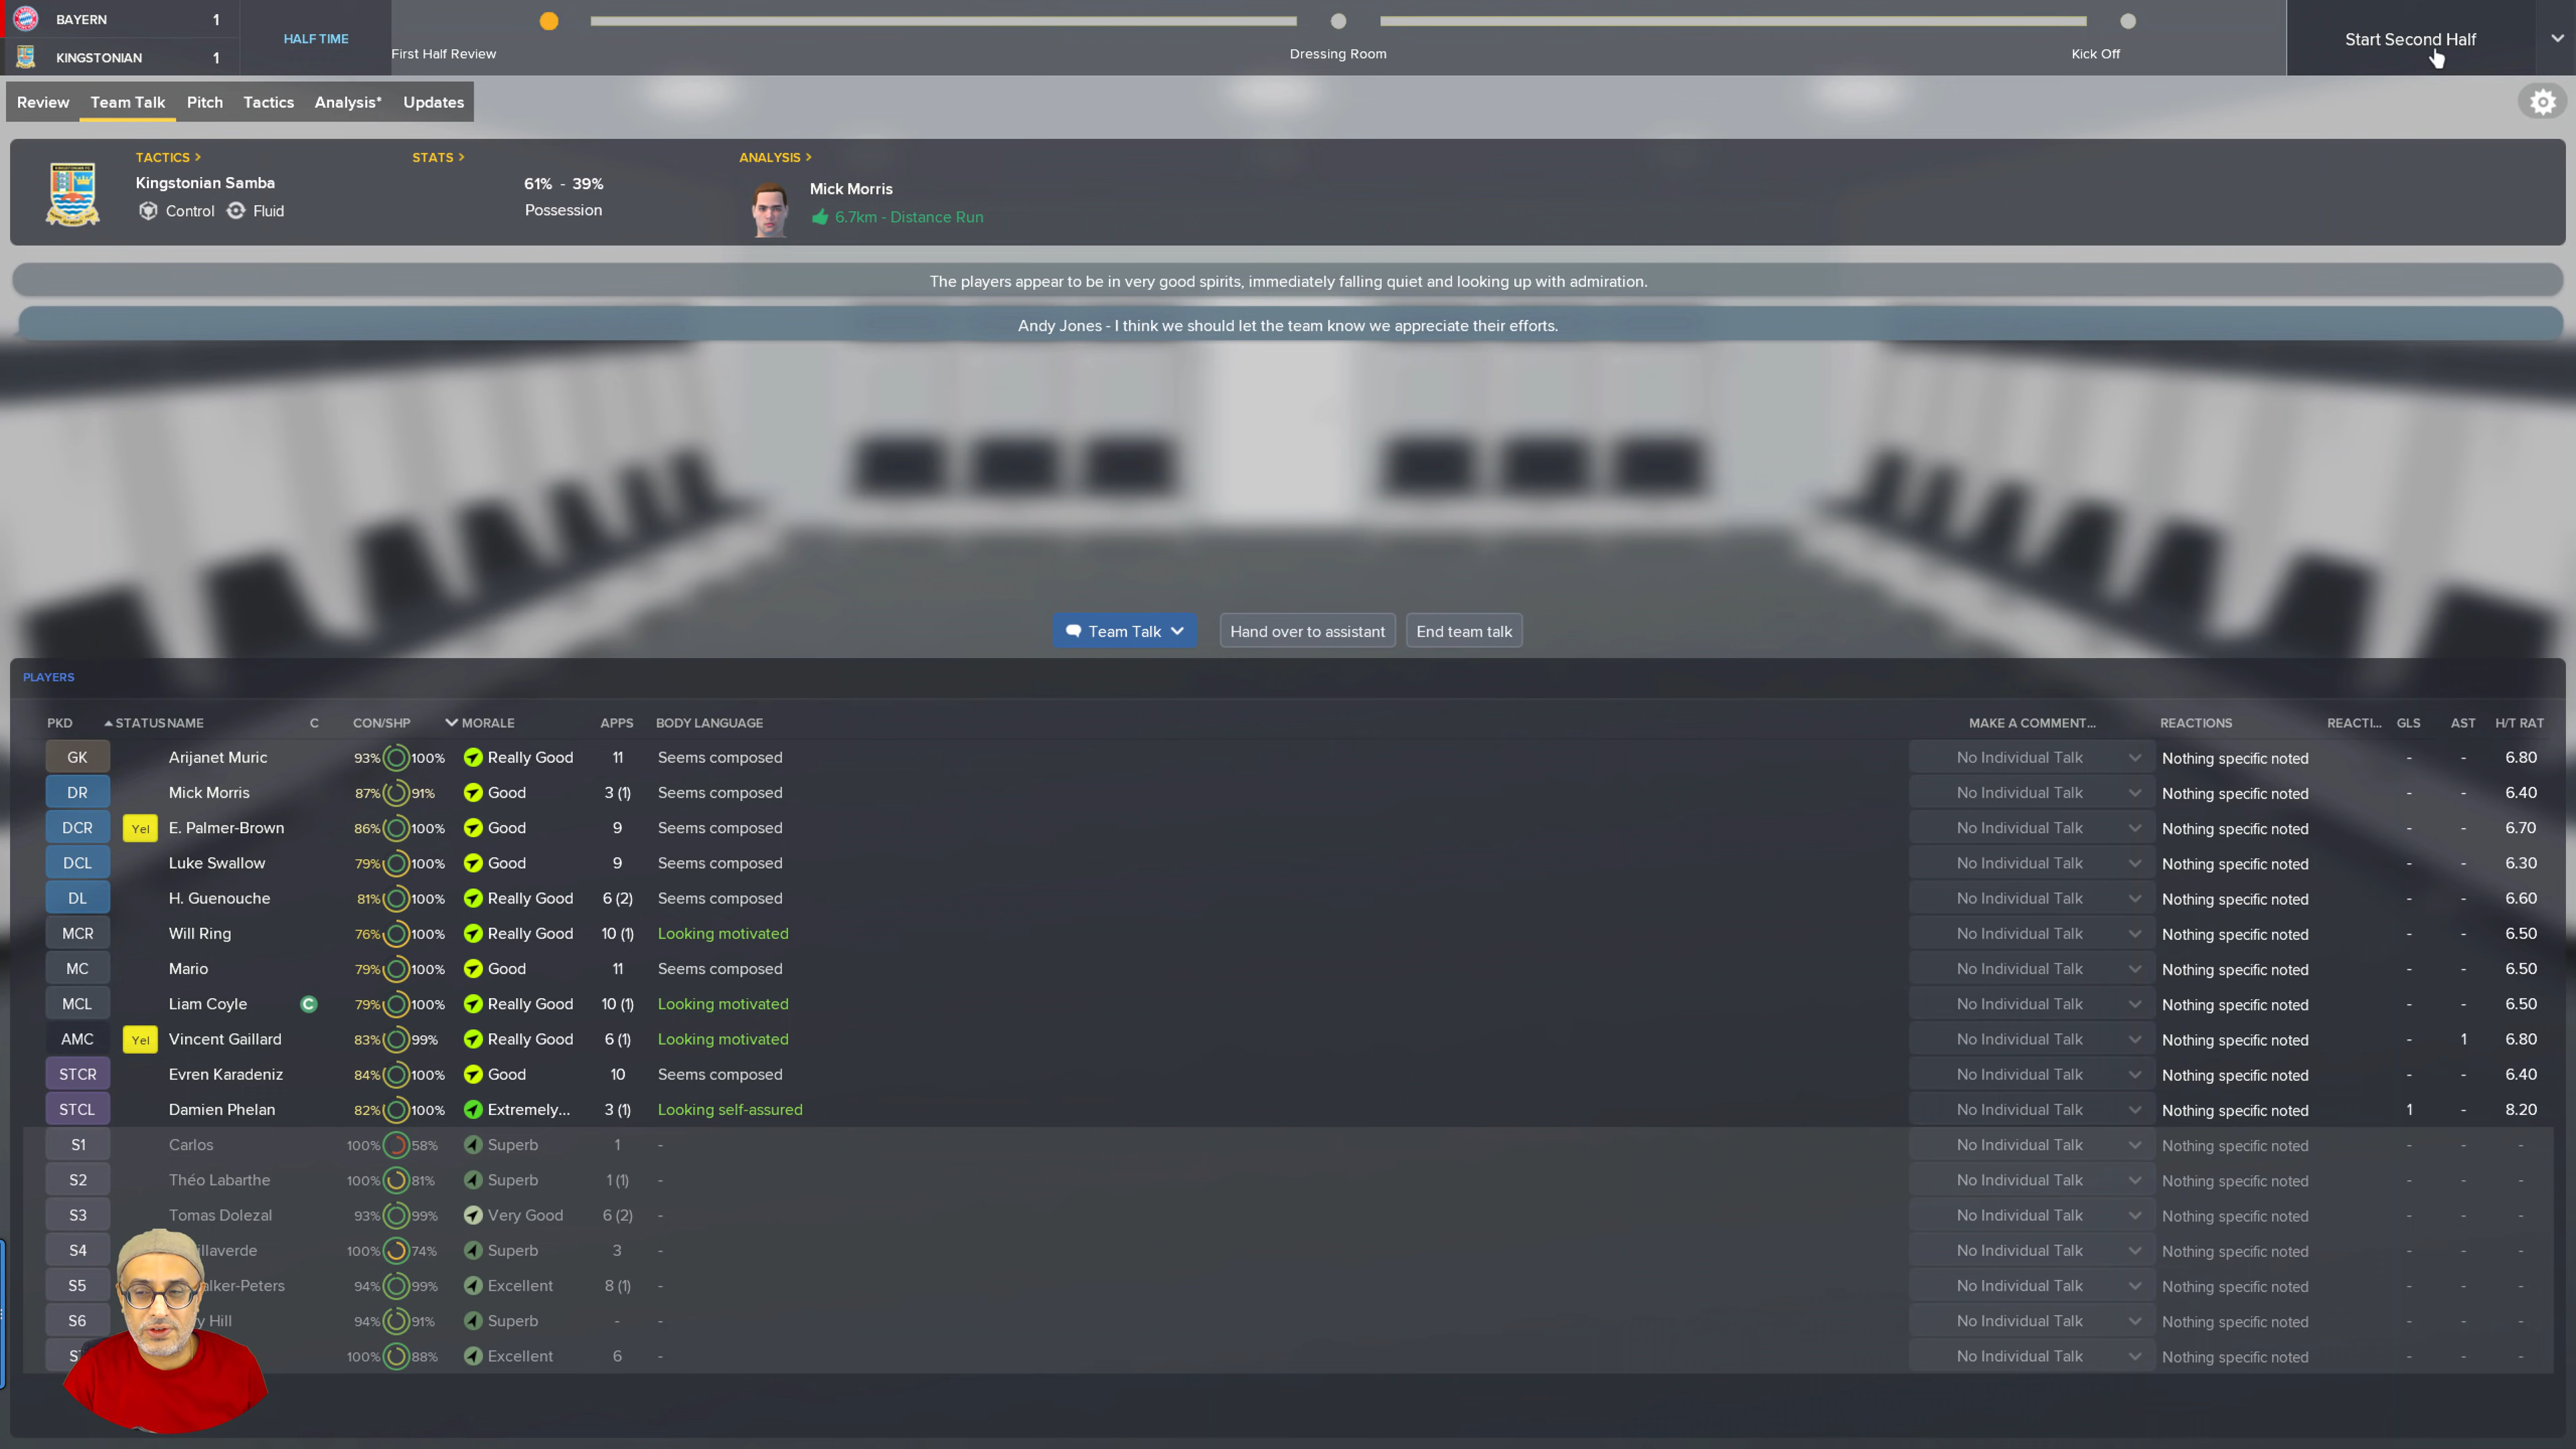 BAYERN 1
KINGSTONIAN 1
HALF TIME
First Half Review
Dressing Room
Kick Off
Start Second Half
Review Team Talk Pitch Tactics Analysis* Updates
TACTICS >
Kingstonian Samba
Control Fluid
STATS >
61% - 39%
Possession
ANALYSIS >
Mick Morris
6.7km - Distance Run
The players appear to be in very good spirits, immediately falling quiet and looking up with admiration.
Andy Jones - I think we should let the team know we appreciate their efforts.
Team Talk Hand over to assistant End team talk
PLAYERS
PKD STATUS NAME C CON/SHP MORALE APPS BODY LANGUAGE MAKE A COMMENT... REACTIONS REACTI... GLS AST H/T RAT
GK Arijanet Muric 93% 100% Really Good 11 Seems composed No Individual Talk Nothing specific noted - - 6.80
DR Mick Morris 87% 91% Good 3 (1) Seems composed No Individual Talk Nothing specific noted - - 6.40
DCR Yel E. Palmer-Brown 86% 100% Good 9 Seems composed No Individual Talk Nothing specific noted - - 6.70
DCL Luke Swallow 79% 100% Good 9 Seems composed No Individual Talk Nothing specific noted - - 6.30
DL H. Guenouche 81% 100% Really Good 6 (2) Seems composed No Individual Talk Nothing specific noted - - 6.60
MCR Will Ring 76% 100% Really Good 10 (1) Looking motivated No Individual Talk Nothing specific noted - - 6.50
MC Mario 79% 100% Good 11 Seems composed No Individual Talk Nothing specific noted - - 6.50
MCL Liam Coyle C 79% 100% Really Good 10 (1) Looking motivated No Individual Talk Nothing specific noted - - 6.50
AMC Yel Vincent Gaillard 83% 99% Really Good 6 (1) Looking motivated No Individual Talk Nothing specific noted - 1 6.80
STCR Evren Karadeniz 84% 100% Good 10 Seems composed No Individual Talk Nothing specific noted - - 6.40
STCL Damien Phelan 82% 100% Extremely... 3 (1) Looking self-assured No Individual Talk Nothing specific noted 1 - 8.20
S1 Carlos 100% 58% Superb 1 - No Individual Talk Nothing specific noted - - -
S2 Théo Labarthe 100% 81% Superb 1 (1) - No Individual Talk Nothing specific noted - - -
S3 Tomas Dolezal 93% 99% Very Good 6 (2) - No Individual Talk Nothing specific noted - - -
S4 illaverde 100% 74% Superb 3 - No Individual Talk Nothing specific noted - - -
S5 alker-Peters 94% 99% Excellent 8 (1) - No Individual Talk Nothing specific noted - - -
S6 y Hill 94% 91% Superb - - No Individual Talk Nothing specific noted - - -
S 100% 88% Excellent 6 - No Individual Talk Nothing specific noted - - -